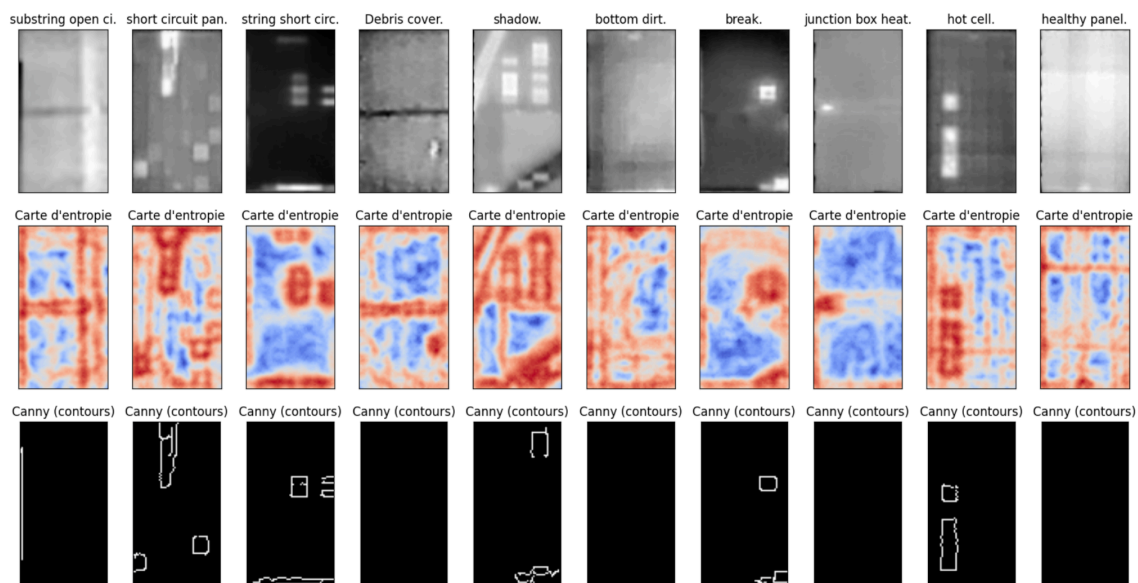 substring open ci. short circuit pan. string short circ. Debris cover. shadow. bottom dirt. break. junction box heat. hot cell. healthy panel.
Carte d'entropie Carte d'entropie Carte d'entropie Carte d'entropie Carte d'entropie Carte d'entropie Carte d'entropie Carte d'entropie Carte d'entropie Carte d'entropie
Canny (contours) Canny (contours) Canny (contours) Canny (contours) Canny (contours) Canny (contours) Canny (contours) Canny (contours) Canny (contours) Canny (contours)